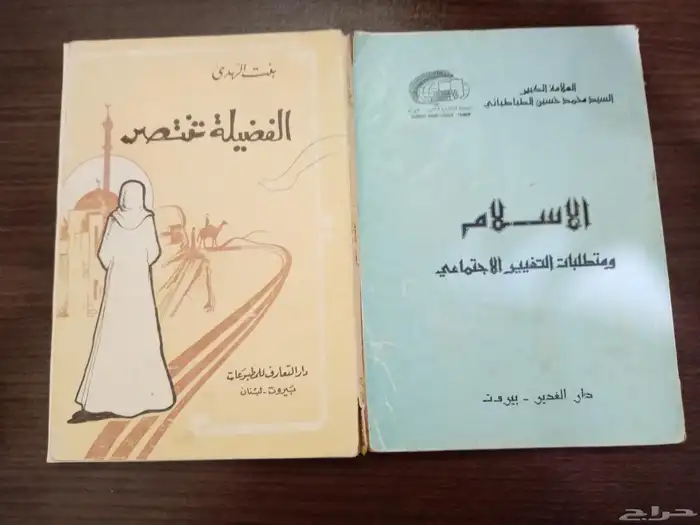 بنت الهدى
الفضيلة تنتصر
دار التعارف للمطبوعات
بيروت - لبنان
العلامة الكبير
السيد محمد حسين الطباطبائي
الإسلام
ومتطلبات التغيير الاجتماعي
دار الغدير - بيروت
حراج